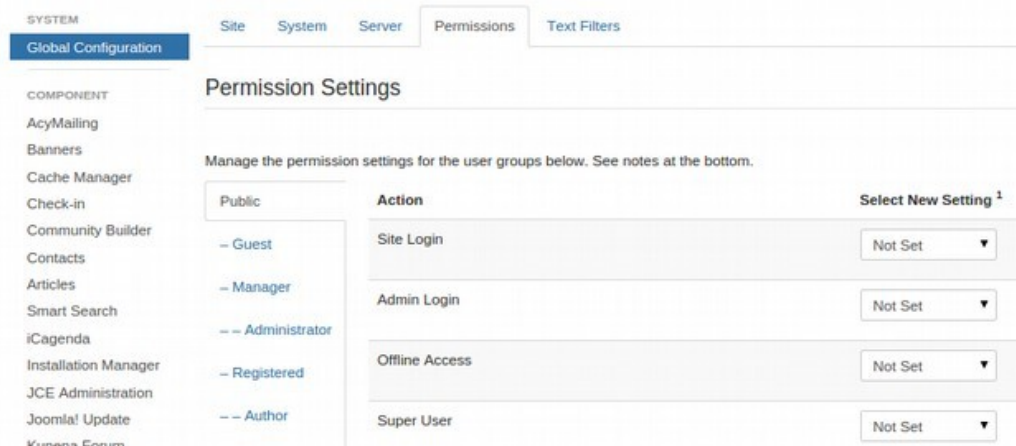 SYSTEM
Global Configuration
COMPONENT
AcyMailing
Banners
Cache Manager
Check-in
Community Builder
Contacts
Articles
Smart Search
iCagenda
Installation Manager
JCE Administration
Joomla! Update
Kunena Forum
Site System Server Permissions Text Filters
Permission Settings
Manage the permission settings for the user groups below. See notes at the bottom.
Public
– Guest
– Manager
– – Administrator
– Registered
– – Author
Action Select New Setting 1
Site Login Not Set
Admin Login Not Set
Offline Access Not Set
Super User Not Set